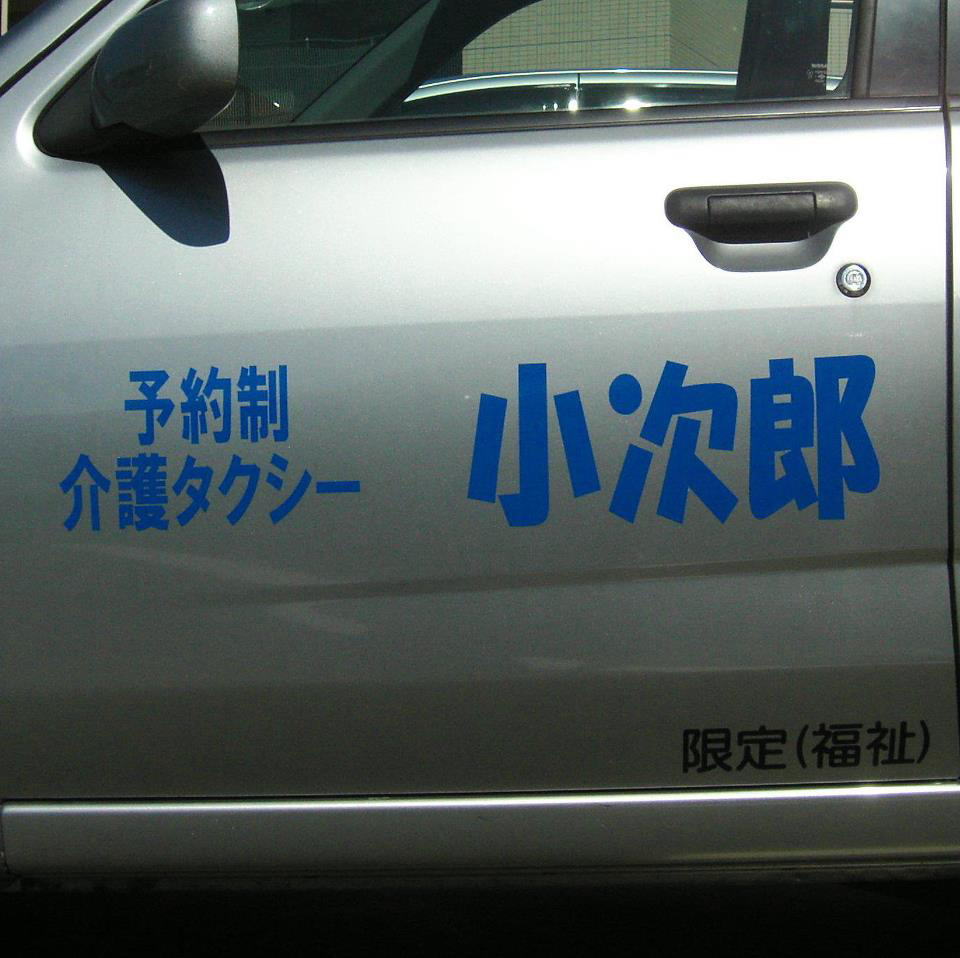 予約制
介護タクシー
小次郎
限定(福祉)